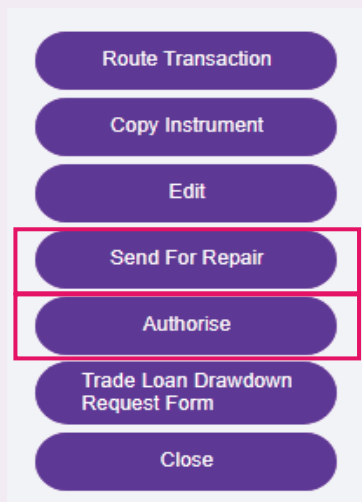 Route Transaction
Copy Instrument
Edit
Send For Repair
Authorise
Trade Loan Drawdown
Request Form
Close